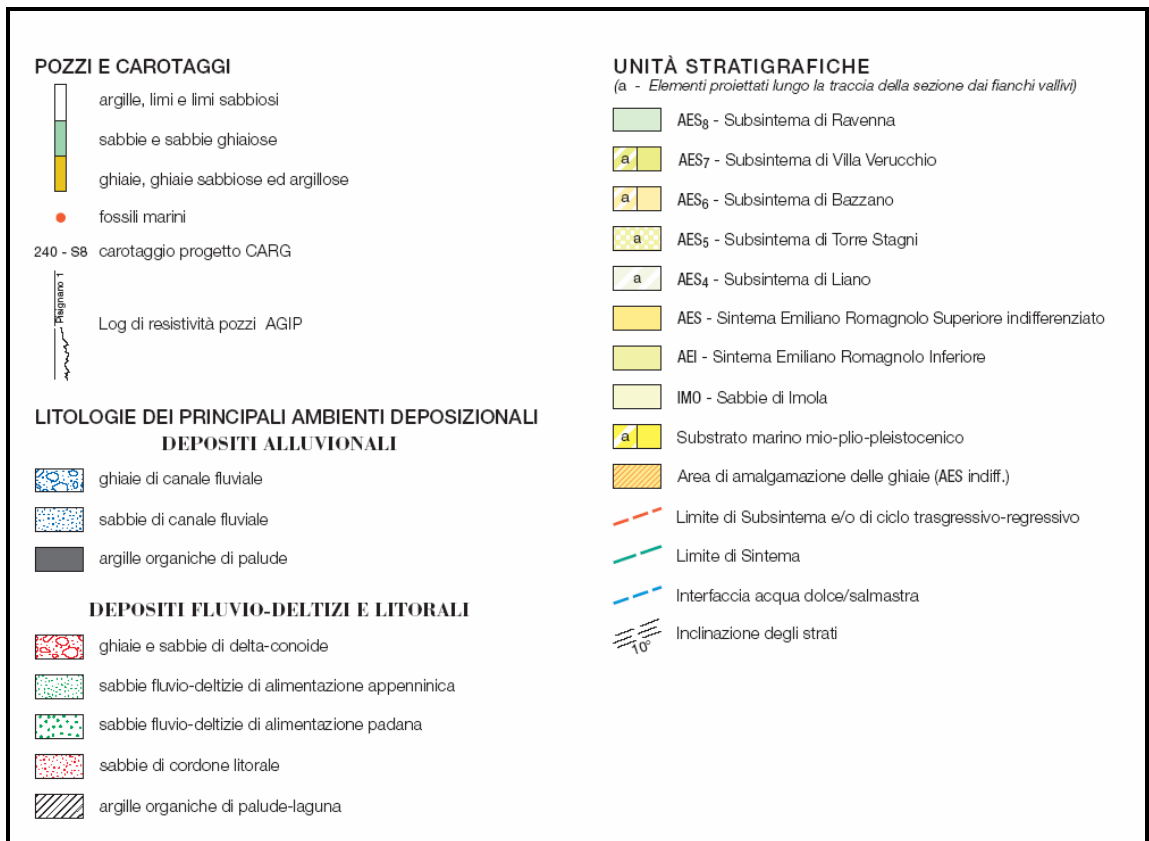 POZZI E CAROTAGGI
argille, limi e limi sabbiosi
sabbie e sabbie ghiaiose
ghiaie, ghiaie sabbiose ed argillose
fossili marini
240 - S8 carotaggio progetto CARG
Pisignano 1
Log di resistività pozzi AGIP
LITOLOGIE DEI PRINCIPALI AMBIENTI DEPOSIZIONALI
DEPOSITI ALLUVIONALI
ghiaie di canale fluviale
sabbie di canale fluviale
argille organiche di palude
DEPOSITI FLUVIO-DELTIZI E LITORALI
ghiaie e sabbie di delta-conoide
sabbie fluvio-deltizie di alimentazione appenninica
sabbie fluvio-deltizie di alimentazione padana
sabbie di cordone litorale
argille organiche di palude-laguna
UNITÀ STRATIGRAFICHE
(a - Elementi proiettati lungo la traccia della sezione dai fianchi vallivi)
AES8 - Subsintema di Ravenna
a AES7 - Subsintema di Villa Verucchio
a AES6 - Subsintema di Bazzano
a AES5 - Subsintema di Torre Stagni
a AES4 - Subsintema di Liano
AES - Sintema Emiliano Romagnolo Superiore indifferenziato
AEI - Sintema Emiliano Romagnolo Inferiore
IMO - Sabbie di Imola
a Substrato marino mio-plio-pleistocenico
Area di amalgamazione delle ghiaie (AES indiff.)
Limite di Subsintema e/o di ciclo trasgressivo-regressivo
Limite di Sintema
Interfaccia acqua dolce/salmastra
Inclinazione degli strati
10°